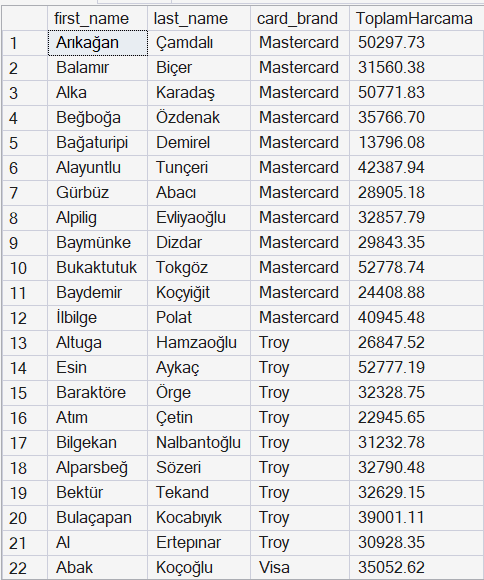 first_name last_name card_brand ToplamHarcama
1 Arıkağan Çamdalı Mastercard 50297.73
2 Balamır Biçer Mastercard 31560.38
3 Alka Karadaş Mastercard 50771.83
4 Beğboğa Özdenak Mastercard 35766.70
5 Bağaturipi Demirel Mastercard 13796.08
6 Alayuntlu Tunçeri Mastercard 42387.94
7 Gürbüz Abacı Mastercard 28905.18
8 Alpilig Evliyaoğlu Mastercard 32857.79
9 Baymünke Dizdar Mastercard 29843.35
10 Bukaktutuk Tokgöz Mastercard 52778.74
11 Baydemir Koçyiğit Mastercard 24408.88
12 İlbilge Polat Mastercard 40945.48
13 Altuga Hamzaoğlu Troy 26847.52
14 Esin Aykaç Troy 52777.19
15 Baraktöre Örge Troy 32328.75
16 Atım Çetin Troy 22945.65
17 Bilgekan Nalbantoğlu Troy 31232.78
18 Alparsbeğ Sözeri Troy 32790.48
19 Bektür Tekand Troy 32629.15
20 Bulaçapan Kocabıyık Troy 39001.11
21 Al Ertepınar Troy 30928.35
22 Abak Koçoğlu Visa 35052.62